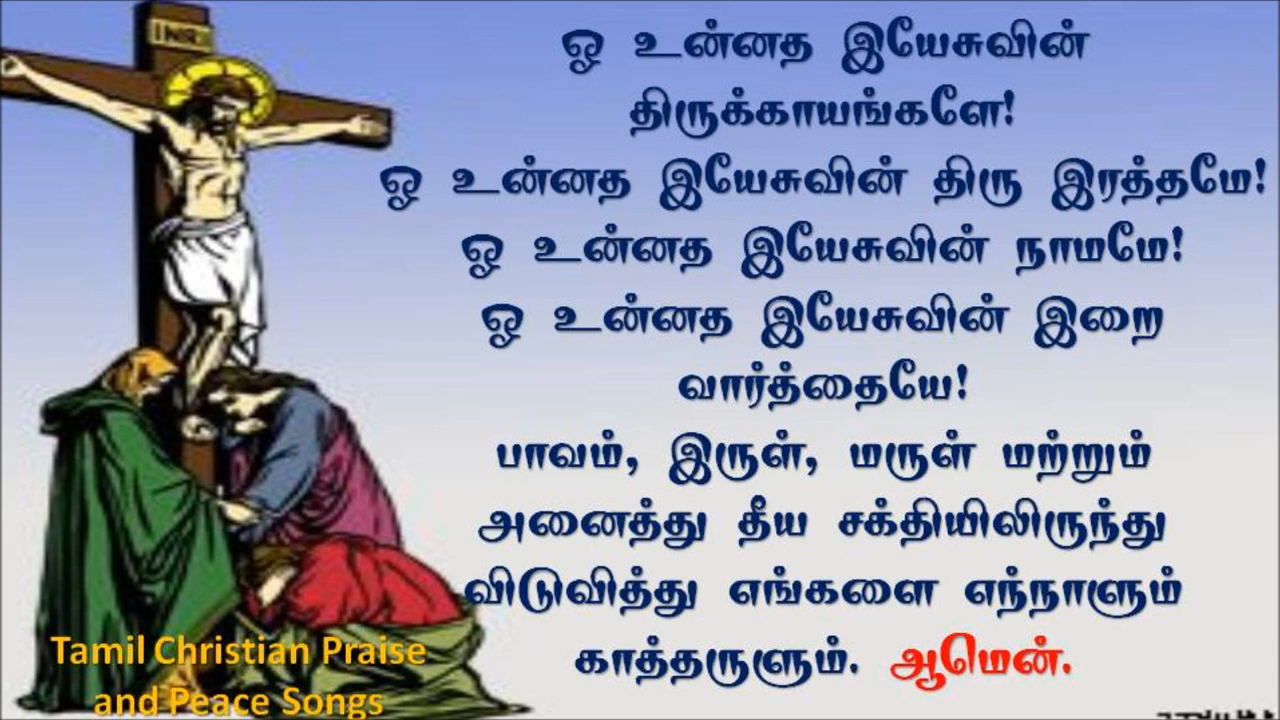 INRI
ஓ உன்னத இயேசுவின்
திருக்காயங்களே!
ஓ உன்னத இயேசுவின் திரு இரத்தமே!
ஓ உன்னத இயேசுவின் நாமமே!
ஓ உன்னத இயேசுவின் இறை
வார்த்தையே!
பாவம், இருள், மருள் மற்றும்
அனைத்து தீய சக்தியிலிருந்து
விடுவித்து எங்களை எந்நாளும்
காத்தருளும். ஆமென்.
Tamil Christian Praise
and Peace Songs